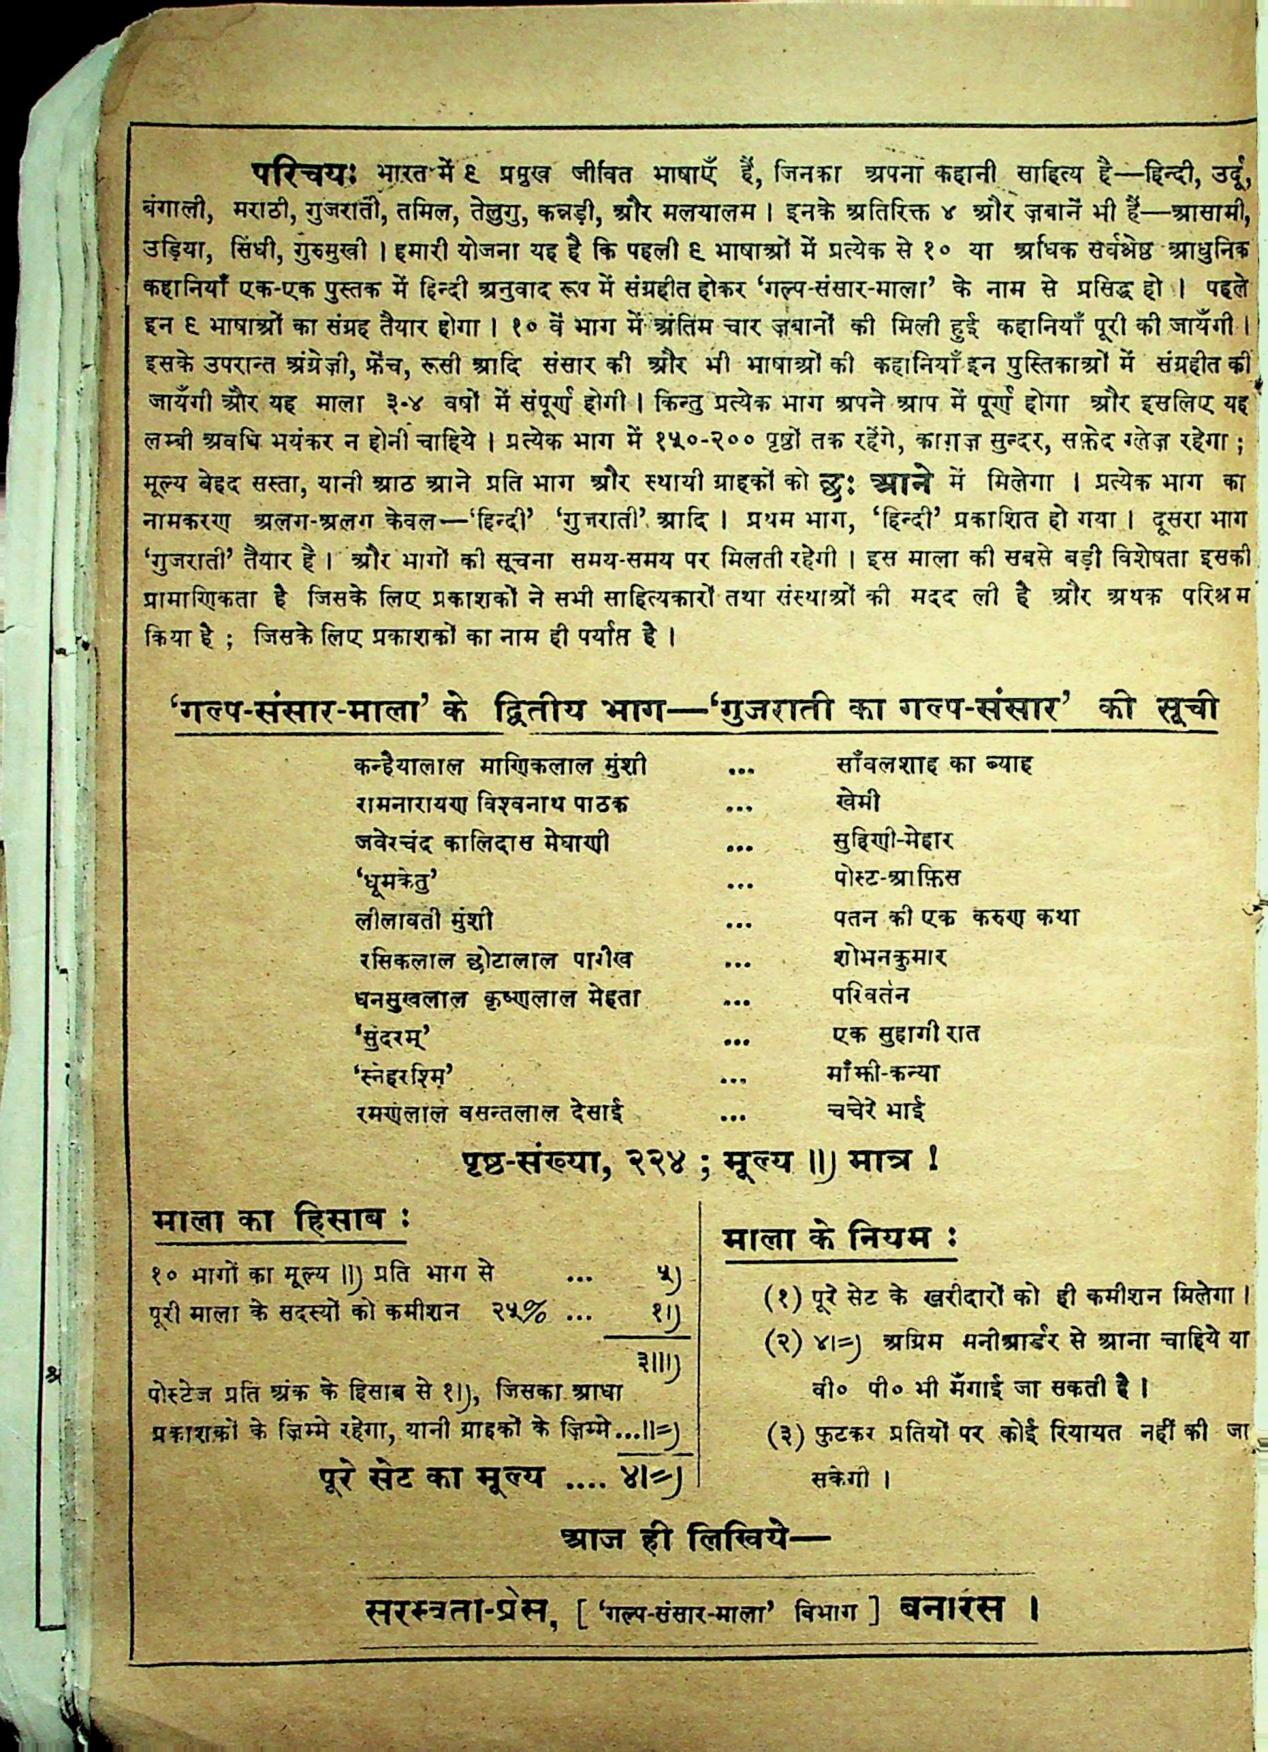 परिचयः भारत में ९ प्रमुख जीवित भाषाएँ हैं, जिनका अपना कहानी साहित्य है—हिन्दी, उर्दू,
बंगाली, मराठी, गुजराती, तमिल, तेलुगु, कन्नड़ी, और मलयालम । इनके अतिरिक्त ४ और ज़बानें भी हैं—आसामी,
उड़िया, सिंधी, गुरुमुखी । हमारी योजना यह है कि पहली ९ भाषाओं में प्रत्येक से १० या अधिक सर्वश्रेष्ठ आधुनिक
कहानियाँ एक-एक पुस्तक में हिन्दी अनुवाद रूप में संग्रहीत होकर ‘गल्प-संसार-माला’ के नाम से प्रसिद्ध हो । पहले
इन ९ भाषाओं का संग्रह तैयार होगा । १० वें भाग में अंतिम चार ज़बानों की मिली हुई कहानियाँ पूरी की जायँगी ।
इसके उपरान्त अंग्रेज़ी, फ्रेंच, रूसी आदि संसार की और भी भाषाओं की कहानियाँ इन पुस्तिकाओं में संग्रहीत की
जायँगी और यह माला ३-४ वर्षों में संपूर्ण होगी । किन्तु प्रत्येक भाग अपने आप में पूर्ण होगा और इसलिए यह
लम्बी अवधि भयंकर न होनी चाहिये । प्रत्येक भाग में १५०-२०० पृष्ठों तक रहेंगे, काग़ज़ सुन्दर, सफ़ेद ग्लेज़ रहेगा ;
मूल्य बेहद सस्ता, यानी आठ आने प्रति भाग और स्थायी ग्राहकों को छः आने में मिलेगा । प्रत्येक भाग का
नामकरण अलग-अलग केवल—‘हिन्दी’ ‘गुजराती’ आदि । प्रथम भाग, ‘हिन्दी’ प्रकाशित हो गया । दूसरा भाग
‘गुजराती’ तैयार है । और भागों की सूचना समय-समय पर मिलती रहेगी । इस माला की सबसे बड़ी विशेषता इसकी
प्रामाणिकता है जिसके लिए प्रकाशकों ने सभी साहित्यकारों तथा संस्थाओं की मदद ली है और अथक परिश्रम
किया है ; जिसके लिए प्रकाशकों का नाम ही पर्याप्त है ।
‘गल्प-संसार-माला’ के द्वितीय भाग—‘गुजराती का गल्प-संसार’ की सूची
कन्हैयालाल माणिकलाल मुंशी ... साँवलशाह का ब्याह
रामनारायण विश्वनाथ पाठक ... खेमी
जवेरचंद कालिदास मेघाणी ... सुहिणी-मेहार
‘धूमकेतु’ ... पोस्ट-आफ़िस
लीलावती मुंशी ... पतन की एक करुण कथा
रसिकलाल छोटालाल पारीख ... शोभनकुमार
धनसुखलाल कृष्णलाल मेहता ... परिवर्तन
‘सुंदरम्’ ... एक सुहागी रात
‘स्नेहरश्मि’ ... माँझी-कन्या
रमणलाल वसन्तलाल देसाई ... चचेरे भाई
पृष्ठ-संख्या, २२४ ; मूल्य ॥) मात्र !
माला का हिसाब :
१० भागों का मूल्य ॥) प्रति भाग से ... ५)
पूरी माला के सदस्यों को कमीशन २५% ... १।)
३॥।)
पोस्टेज प्रति अंक के हिसाब से १।), जिसका आधा
प्रकाशकों के ज़िम्मे रहेगा, यानी ग्राहकों के ज़िम्मे...॥=)
पूरे सेट का मूल्य .... ४।=)
माला के नियम :
(१) पूरे सेट के खरीदारों को ही कमीशन मिलेगा ।
(२) ४।=) अग्रिम मनीआर्डर से आना चाहिये या
वी० पी० भी मँगाई जा सकती है ।
(३) फुटकर प्रतियों पर कोई रियायत नहीं की जा
सकेगी ।
आज ही लिखिये—
सरस्वती-प्रेस, [ ‘गल्प-संसार-माला’ विभाग ] बनारस ।